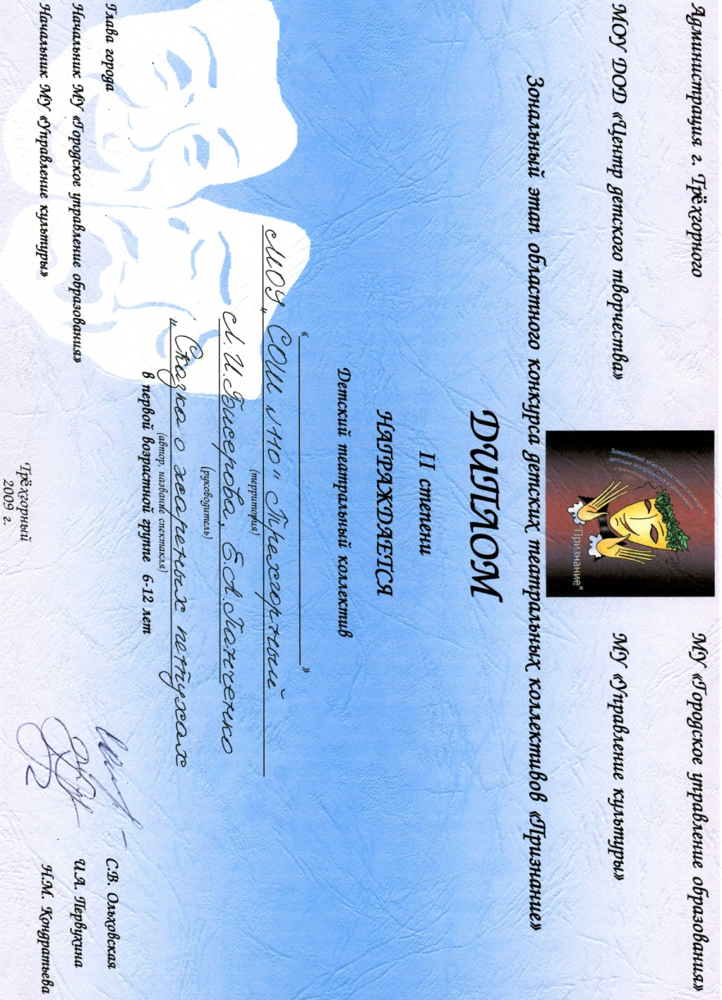 Администрация г. Трёхгорного
МУ «Городское управление образования»
МОУ ДОД «Центр детского творчества»
МУ «Управление культуры»
Зональный этап областного конкурса
детских театральных коллективов
"Признание"
Зональный этап областного конкурса детских театральных коллективов «Признание»
ДИПЛОМ
II степени
НАГРАЖДАЕТСЯ
Детский театральный коллектив
« »
МОУ „СОШ №110" Трехгорный
(территория)
Л.И.Бисерова, Е.А.Панченко
(руководитель)
„Сказка о жареных петухах
(автор, название спектакля)
в первой возрастной группе 6-12 лет
Глава города
С.В. Ольховская
Начальник МУ «Городское управление образования»
И.А. Первухина
Начальник МУ «Управление культуры»
Н.М. Кондратьева
Трёхгорный
2009 г.